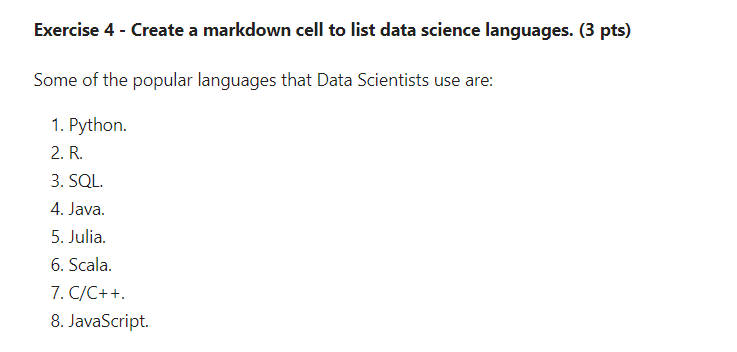 Exercise 4 - Create a markdown cell to list data science languages. (3 pts)
Some of the popular languages that Data Scientists use are:
1. Python.
2. R.
3. SQL.
4. Java.
5. Julia.
6. Scala.
7. C/C++.
8. JavaScript.